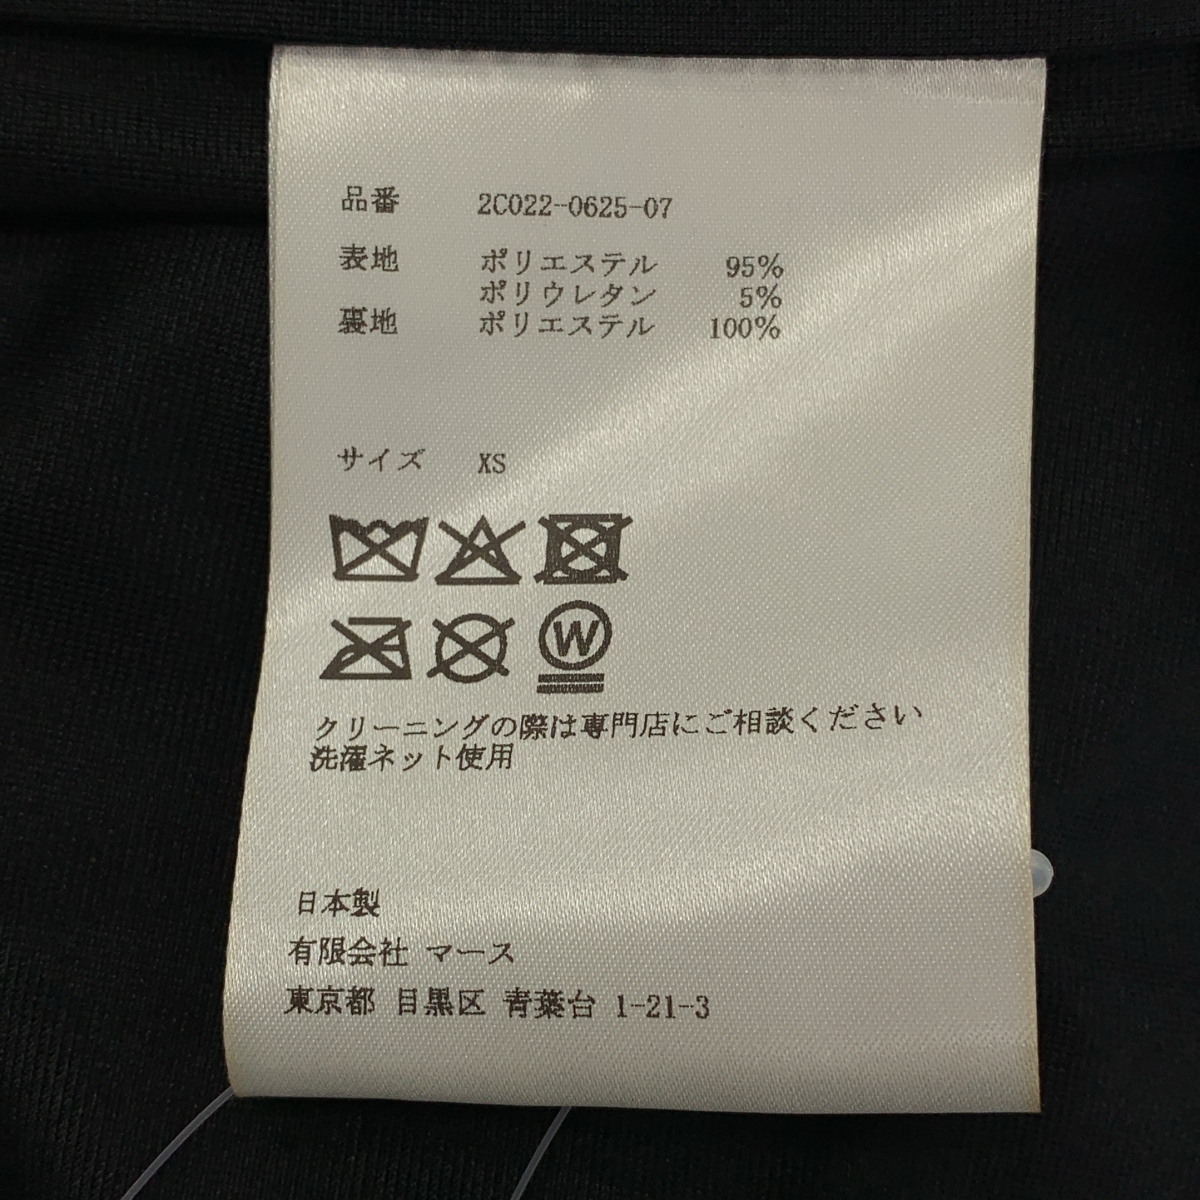 品番 2C022-0625-07
表地 ポリエステル 95%
ポリウレタン 5%
裏地 ポリエステル 100%
サイズ XS
W
クリーニングの際は専門店にご相談ください
洗濯ネット使用
日本製
有限会社 マース
東京都 目黒区 青葉台 1-21-3